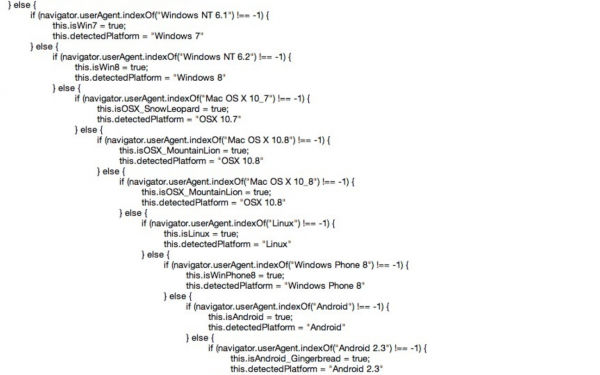 } else {
if (navigator.userAgent.indexOf("Windows NT 6.1") !== -1) {
this.isWin7 = true;
this.detectedPlatform = "Windows 7"
} else {
if (navigator.userAgent.indexOf("Windows NT 6.2") !== -1) {
this.isWin8 = true;
this.detectedPlatform = "Windows 8"
} else {
if (navigator.userAgent.indexOf("Mac OS X 10_7") !== -1) {
this.isOSX_SnowLeopard = true;
this.detectedPlatform = "OSX 10.7"
} else {
if (navigator.userAgent.indexOf("Mac OS X 10.8") !== -1) {
this.isOSX_MountainLion = true;
this.detectedPlatform = "OSX 10.8"
} else {
if (navigator.userAgent.indexOf("Mac OS X 10_8") !== -1) {
this.isOSX_MountainLion = true;
this.detectedPlatform = "OSX 10.8"
} else {
if (navigator.userAgent.indexOf("Linux") !== -1) {
this.isLinux = true;
this.detectedPlatform = "Linux"
} else {
if (navigator.userAgent.indexOf("Windows Phone 8") !== -1) {
this.isWinPhone8 = true;
this.detectedPlatform = "Windows Phone 8"
} else {
if (navigator.userAgent.indexOf("Android") !== -1) {
this.isAndroid = true;
this.detectedPlatform = "Android"
} else {
if (navigator.userAgent.indexOf("Android 2.3") !== -1) {
this.isAndroid_Gingerbread = true;
this.detectedPlatform = "Android 2.3"